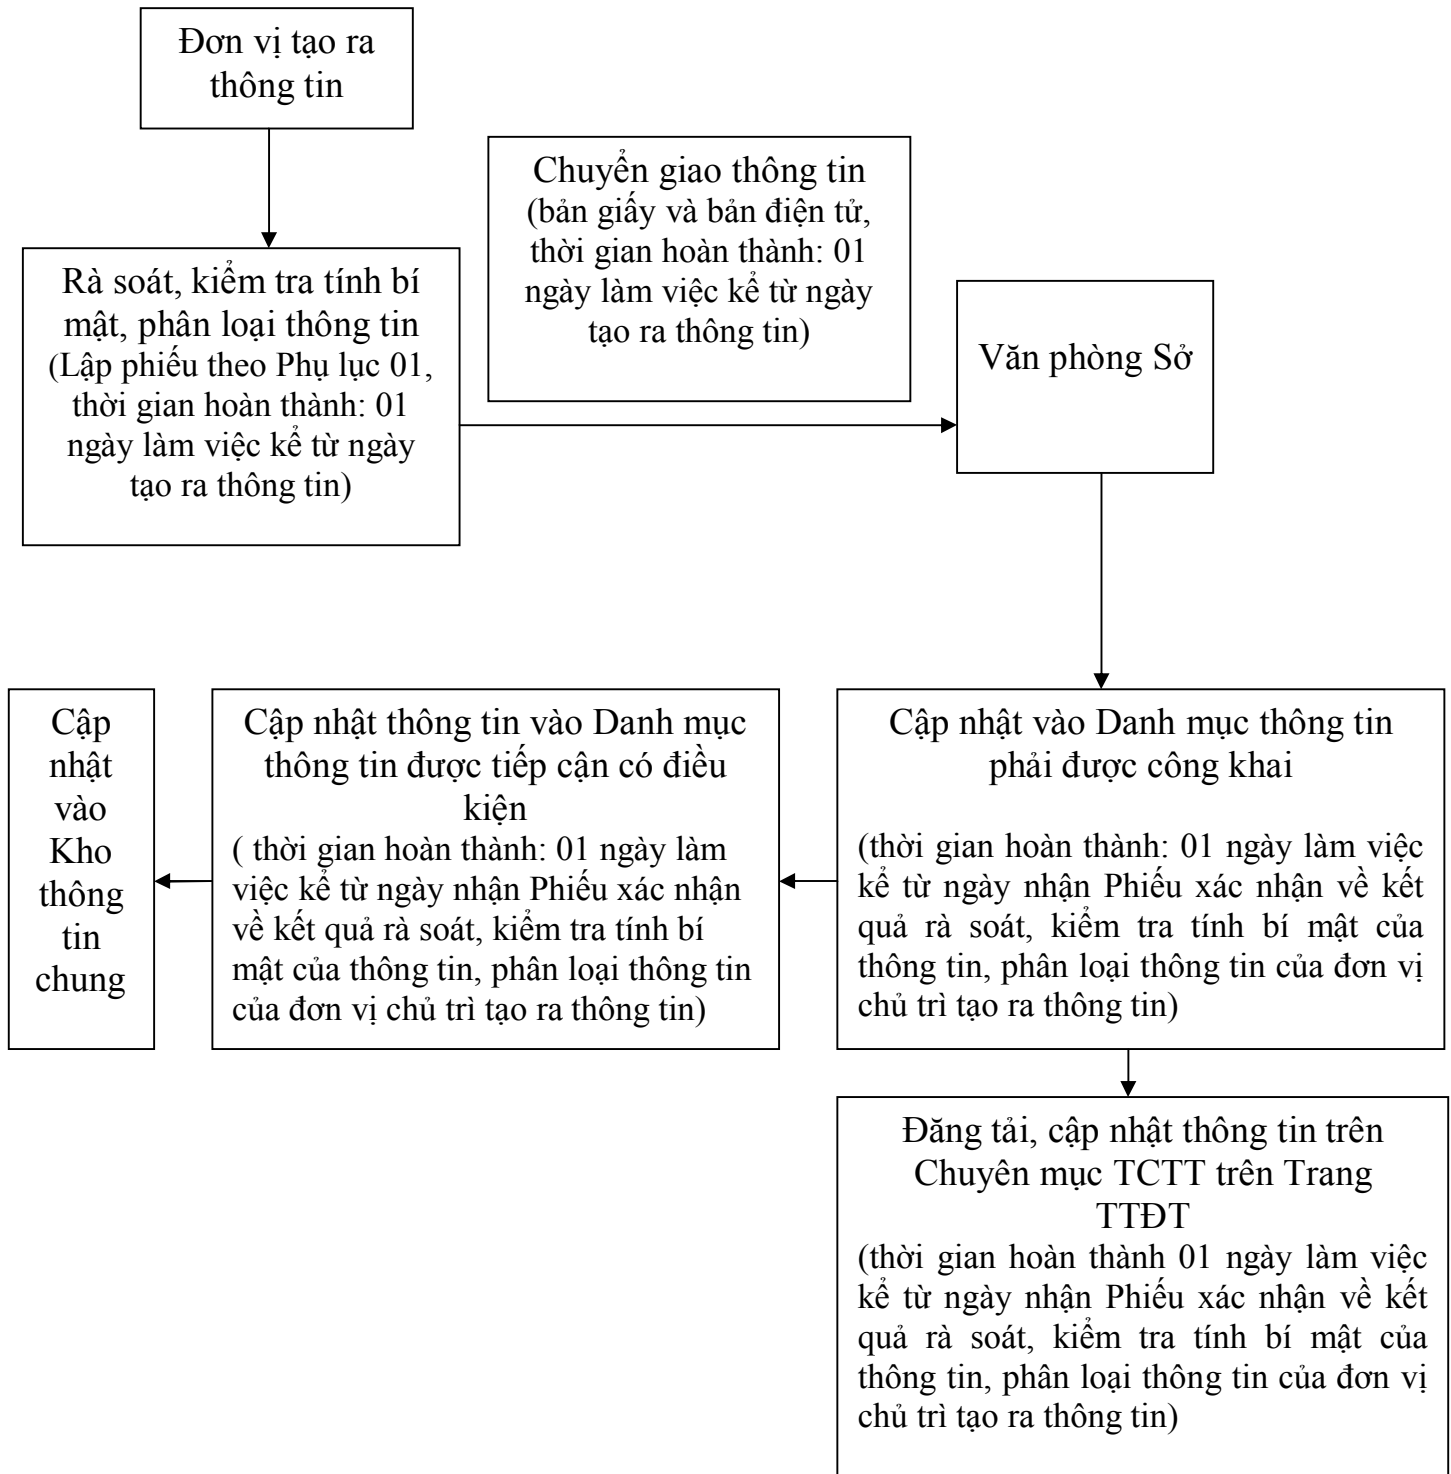 Đơn vị tạo ra
thông tin
Chuyển giao thông tin
(bản giấy và bản điện tử,
thời gian hoàn thành: 01
ngày làm việc kể từ ngày
tạo ra thông tin)
Rà soát, kiểm tra tính bí
mật, phân loại thông tin
(Lập phiếu theo Phụ lục 01,
thời gian hoàn thành: 01
ngày làm việc kể từ ngày
tạo ra thông tin)
Văn phòng Sở
Cập
nhật
vào
Kho
thông
tin
chung
Cập nhật thông tin vào Danh mục
thông tin được tiếp cận có điều
kiện
( thời gian hoàn thành: 01 ngày làm
việc kể từ ngày nhận Phiếu xác nhận
về kết quả rà soát, kiểm tra tính bí
mật của thông tin, phân loại thông tin
của đơn vị chủ trì tạo ra thông tin)
Cập nhật vào Danh mục thông tin
phải được công khai
(thời gian hoàn thành: 01 ngày làm việc
kể từ ngày nhận Phiếu xác nhận về kết
quả rà soát, kiểm tra tính bí mật của
thông tin, phân loại thông tin của đơn vị
chủ trì tạo ra thông tin)
Đăng tải, cập nhật thông tin trên
Chuyên mục TCTT trên Trang
TTĐT
(thời gian hoàn thành 01 ngày làm việc
kể từ ngày nhận Phiếu xác nhận về kết
quả rà soát, kiểm tra tính bí mật của
thông tin, phân loại thông tin của đơn vị
chủ trì tạo ra thông tin)